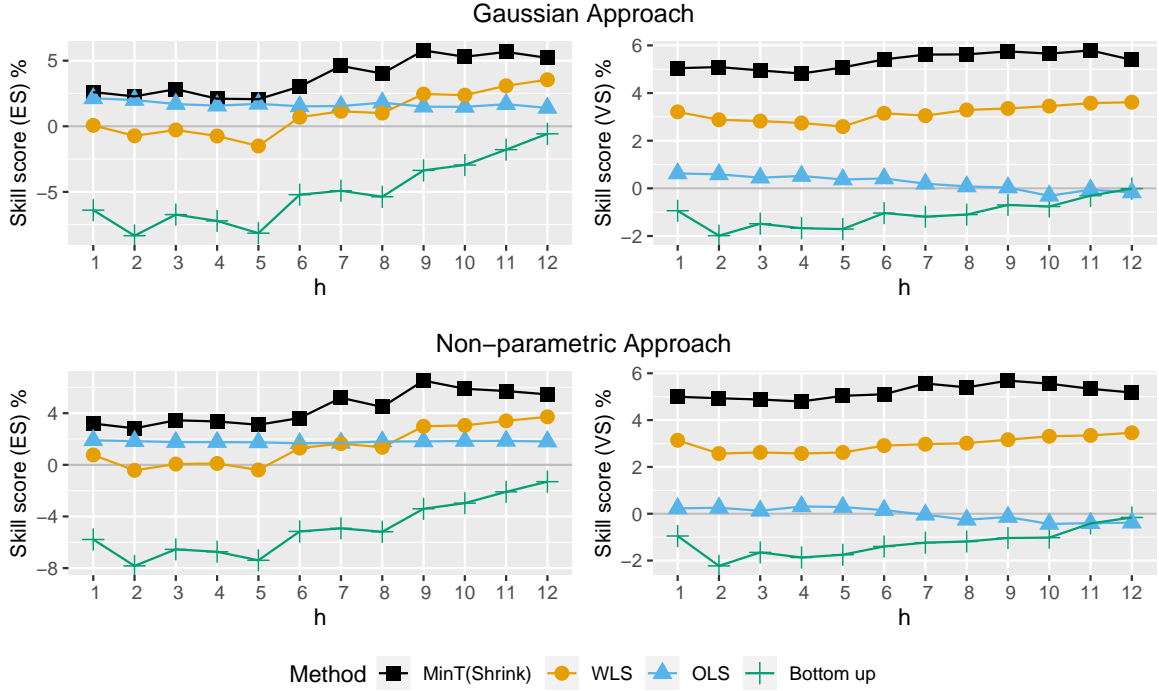 Gaussian Approach
Skill score (ES) %
5
0
−5
1 2 3 4 5 6 7 8 9 10 11 12
h
Skill score (VS) %
6
4
2
0
−2
1 2 3 4 5 6 7 8 9 10 11 12
h
Non−parametric Approach
Skill score (ES) %
4
0
−4
−8
1 2 3 4 5 6 7 8 9 10 11 12
h
Skill score (VS) %
6
4
2
0
−2
1 2 3 4 5 6 7 8 9 10 11 12
h
Method MinT(Shrink) WLS OLS Bottom up